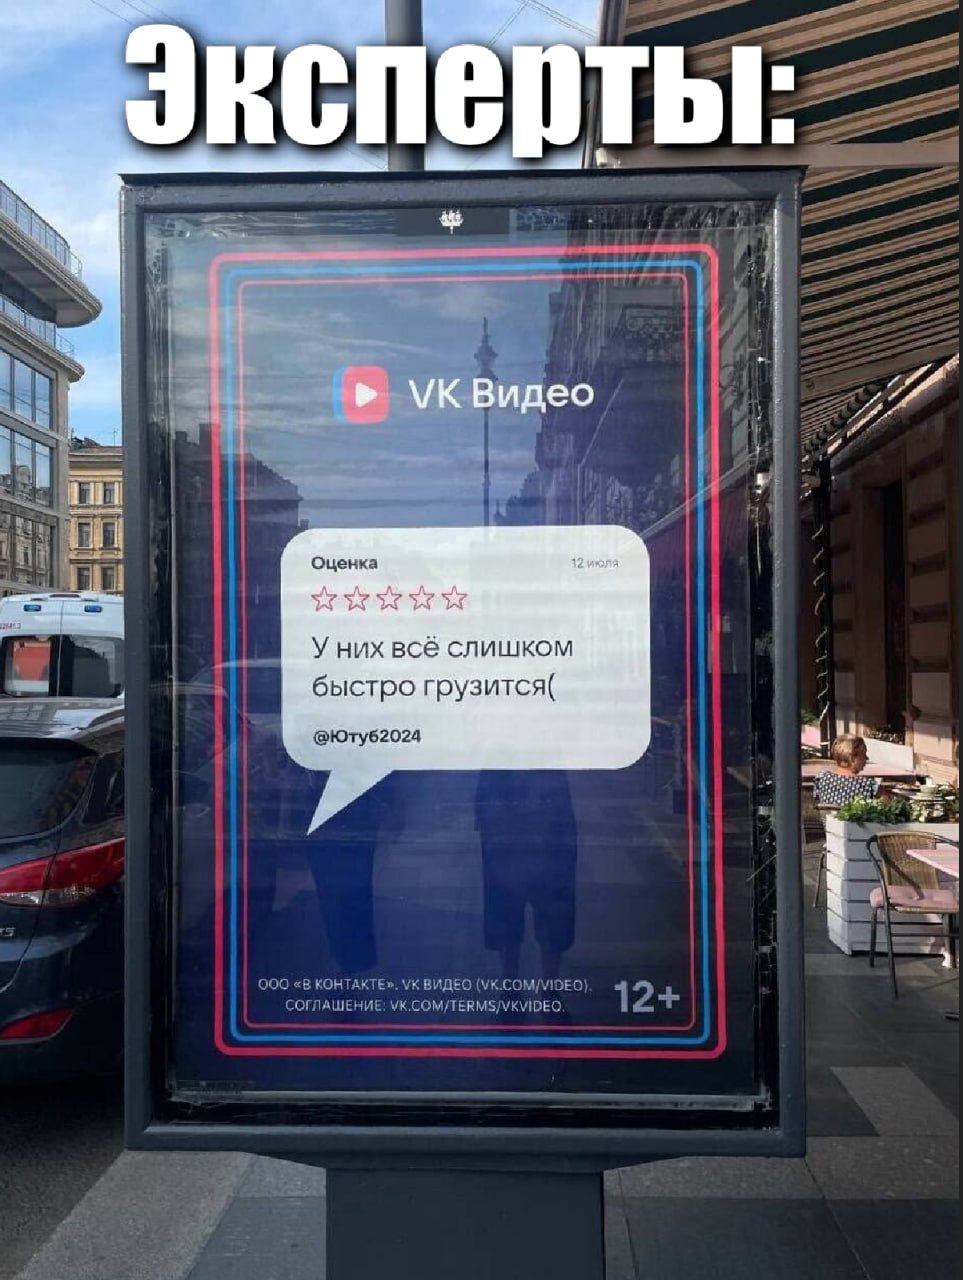 Эксперты:
VK Видео
Оценка
12 июля
У них всё слишком
быстро грузится(
@Ютуб2024
ООО «В КОНТАКТЕ». VK ВИДЕО (VK.COM/VIDEO).
СОГЛАШЕНИЕ: VK.COM/TERMS/VKVIDEO.
12+